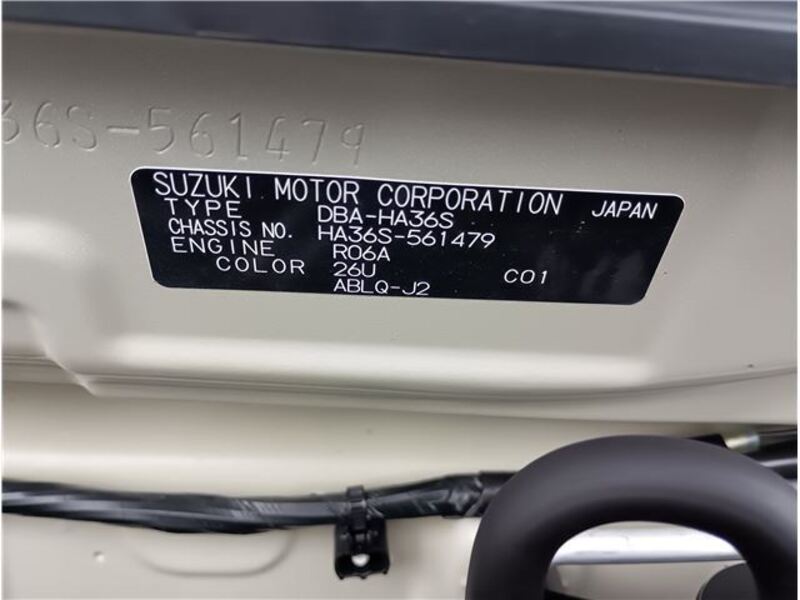 36S-561479
SUZUKI MOTOR CORPORATION JAPAN
TYPE DBA-HA36S
CHASSIS NO. HA36S-561479
ENGINE R06A
COLOR 26U C01
ABLQ-J2